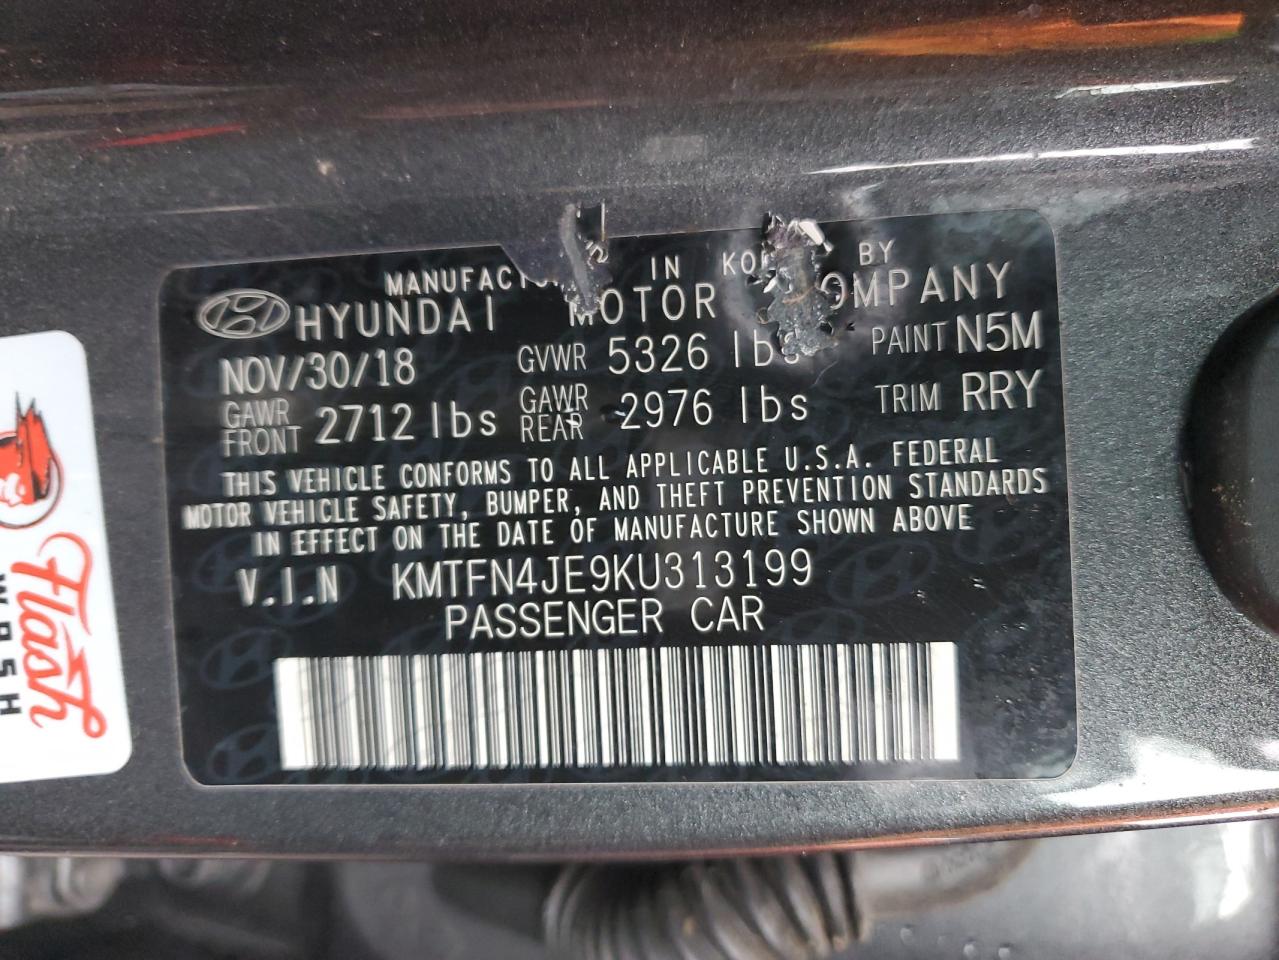 IN BY
HYUNDAI MOTOR
NOV/30/18 GVWR 5326 lbs PAINT N5M
GAWR FRONT 2712 lbs GAWR REAR 2976 lbs TRIM RRY
THIS VEHICLE CONFORMS TO ALL APPLICABLE U.S.A. FEDERAL
MOTOR VEHICLE SAFETY, BUMPER, AND THEFT PREVENTION STANDARDS
IN EFFECT ON THE DATE OF MANUFACTURE SHOWN ABOVE
V.I.N KMTFN4JE9KU313199
PASSENGER CAR
Flash
WASH